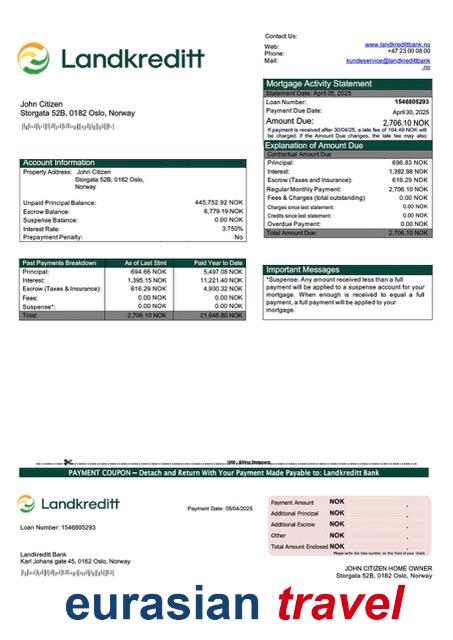 Landkreditt
Contact Us:
Web: www.landkredittbank.no
Phone: +47 23 00 08 00
Mail: kundeservice@landkredittbank
.no
John Citizen
Storgata 52B, 0182 Oslo, Norway
Mortgage Activity Statement
Statement Date: April 05, 2025
Loan Number: 1546805293
Payment Due Date: April 30, 2025
Amount Due: 2,706.10 NOK
If payment is received after 30/04/25, a late fee of 104.49 NOK will
be charged. If the Amount Due changes, the late fee may also
Explanation of Amount Due
Contractual Amount Due
Principal: 696.83 NOK
Interest: 1,392.98 NOK
Escrow (Taxes and Insurance): 616.29 NOK
Regular Monthly Payment: 2,706.10 NOK
Fees & Charges (total outstanding) 0.00 NOK
Charges since last statement: 0.00 NOK
Credits since last statement: 0.00 NOK
Overdue Payment: 0.00 NOK
Total Amount Due: 2,706.10 NOK
Account Information
Property Address: John Citizen
Storgata 52B, 0182 Oslo,
Norway
Unpaid Principal Balance: 445,752.92 NOK
Escrow Balance: 6,779.19 NOK
Suspense Balance: 0.00 NOK
Interest Rate: 3.750%
Prepayment Penalty: No
Past Payments Breakdown As of Last Stmt Paid Year to Date
Principal: 694.66 NOK 5,497.08 NOK
Interest: 1,395.15 NOK 11,221.40 NOK
Escrow (Taxes & Insurance): 616.29 NOK 4,930.32 NOK
Fees: 0.00 NOK 0.00 NOK
Suspense*: 0.00 NOK 0.00 NOK
Total: 2,706.10 NOK 21,648.80 NOK
Important Messages
*Suspense: Any amount received less than a full
payment will be applied to a suspense account for your
mortgage. When enough is received to equal a full
payment, a full payment will be applied to your
mortgage.
PAYMENT COUPON – Detach and Return With Your Payment Made Payable to: Landkreditt Bank
Landkreditt
Payment Date: 05/04/2025
Loan Number: 1546805293
Payment Amount NOK
Additional Principal NOK
Additional Escrow NOK
Other NOK
Total Amount Enclosed NOK
Please write the loan number on the front of your check
Landkreditt Bank
Karl Johans gate 45, 0162 Oslo, Norway
JOHN CITIZEN HOME OWNER
Storgata 52B, 0182 Oslo, Norway
eurasian travel